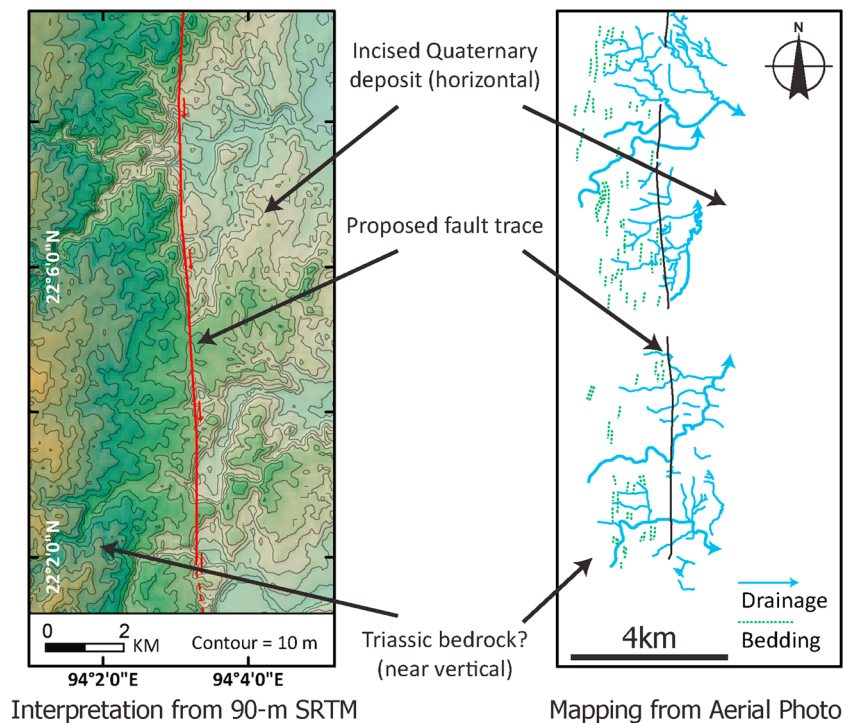 Incised Quaternary
deposit (horizontal)
N
Proposed fault trace
22°6'0"N
22°2'0"N
Triassic bedrock?
(near vertical)
0 2
KM
Contour = 10 m
94°2'0"E 94°4'0"E
Drainage
Bedding
4km
Interpretation from 90-m SRTM
Mapping from Aerial Photo